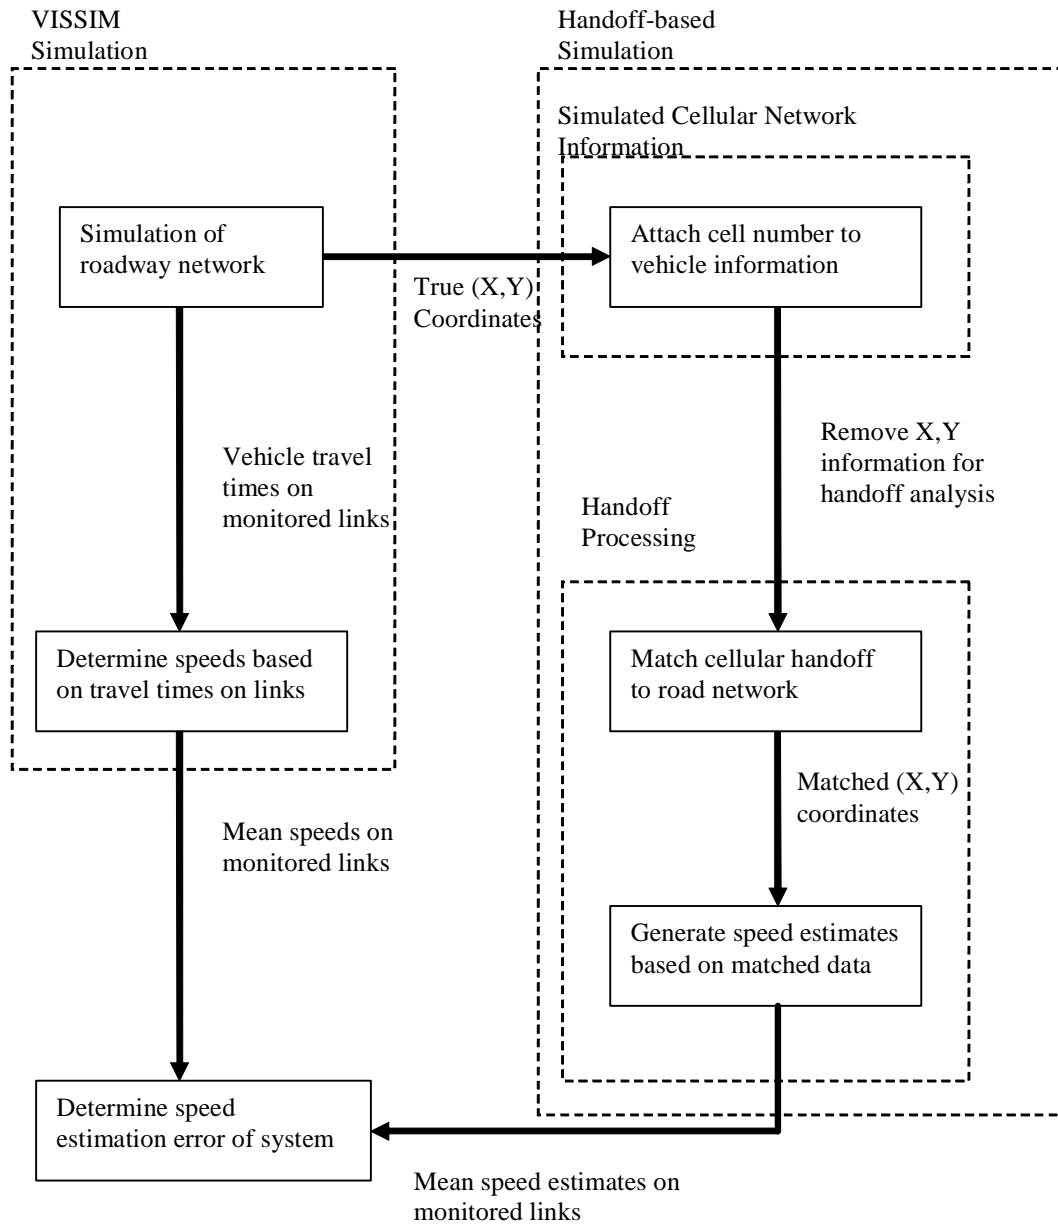 VISSIM
Simulation
Handoff-based
Simulation
Simulated Cellular Network
Information
Simulation of
roadway network
Attach cell number to
vehicle information
True (X,Y)
Coordinates
Vehicle travel
times on
monitored links
Remove X,Y
information for
handoff analysis
Handoff
Processing
Determine speeds based
on travel times on links
Match cellular handoff
to road network
Matched (X,Y)
coordinates
Mean speeds on
monitored links
Generate speed estimates
based on matched data
Determine speed
estimation error of system
Mean speed estimates on
monitored links